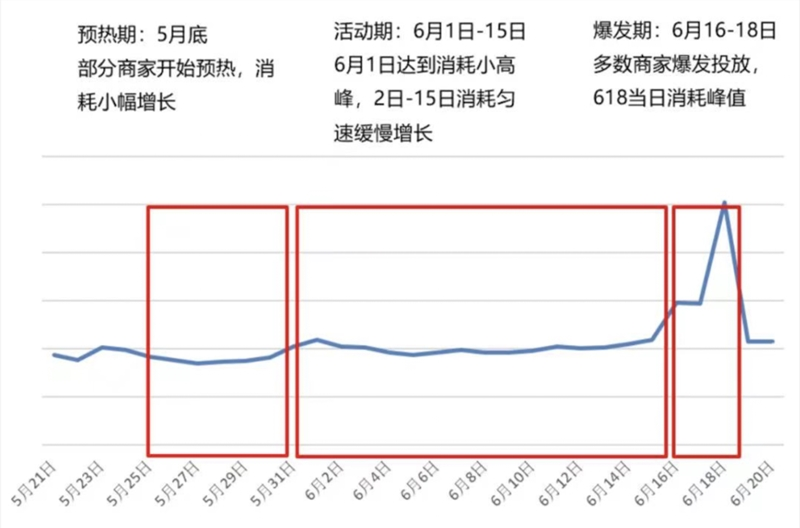 预热期：5月底
部分商家开始预热，消
耗小幅增长
活动期：6月1日-15日
6月1日达到消耗小高
峰，2日-15日消耗匀
速缓慢增长
爆发期：6月16-18日
多数商家爆发投放，
618当日消耗峰值
5月21日
5月23日
5月25日
5月27日
5月29日
5月31日
6月2日
6月4日
6月6日
6月8日
6月10日
6月12日
6月14日
6月16日
6月18日
6月20日